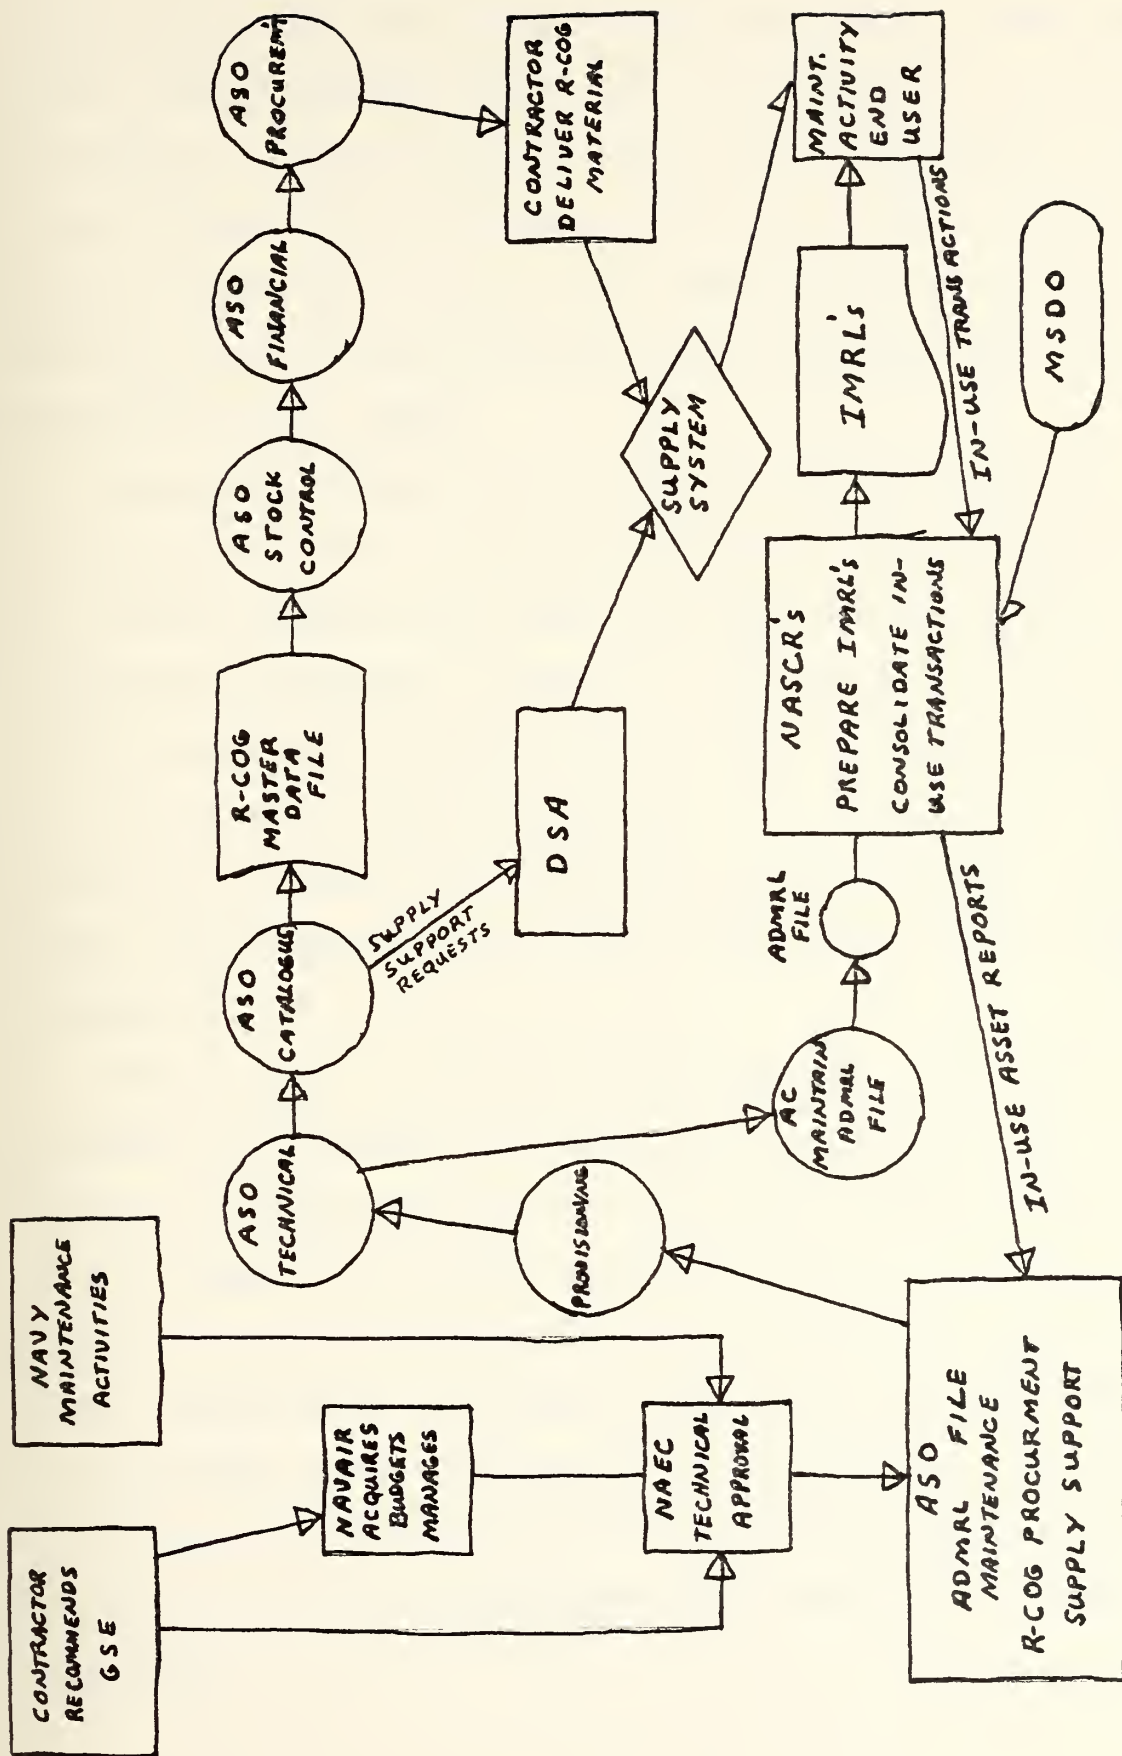 CONTRACTOR
RECOMMENDS
GSE
NAVY
MAINTENANCE
ACTIVITIES
NAVAIR
ACQUIRES
BUDGETS
MANAGES
NAEC
TECHNICAL
APPROVAL
ASO
ADMRL FILE
MAINTENANCE
R-COG PROCURMENT
SUPPLY SUPPORT
PROVISIONING
ASO
TECHNICAL
ASO
CATALOGUS
R-COG
MASTER
DATA
FILE
ASO
STOCK
CONTROL
ASO
FINANCIAL
ASO
PROCUREM'T
SUPPLY
SUPPORT
REQUESTS
DSA
CONTRACTOR
DELIVER R-COG
MATERIAL
SUPPLY
SYSTEM
AC
MAINTAIN
ADMRL
FILE
ADMRL
FILE
NASCR's
PREPARE IMRL's
CONSOLIDATE IN-
USE TRANSACTIONS
IMRL's
MAINT.
ACTIVITY
END
USER
IN-USE TRANSACTIONS
MSDO
IN-USE ASSET REPORTS